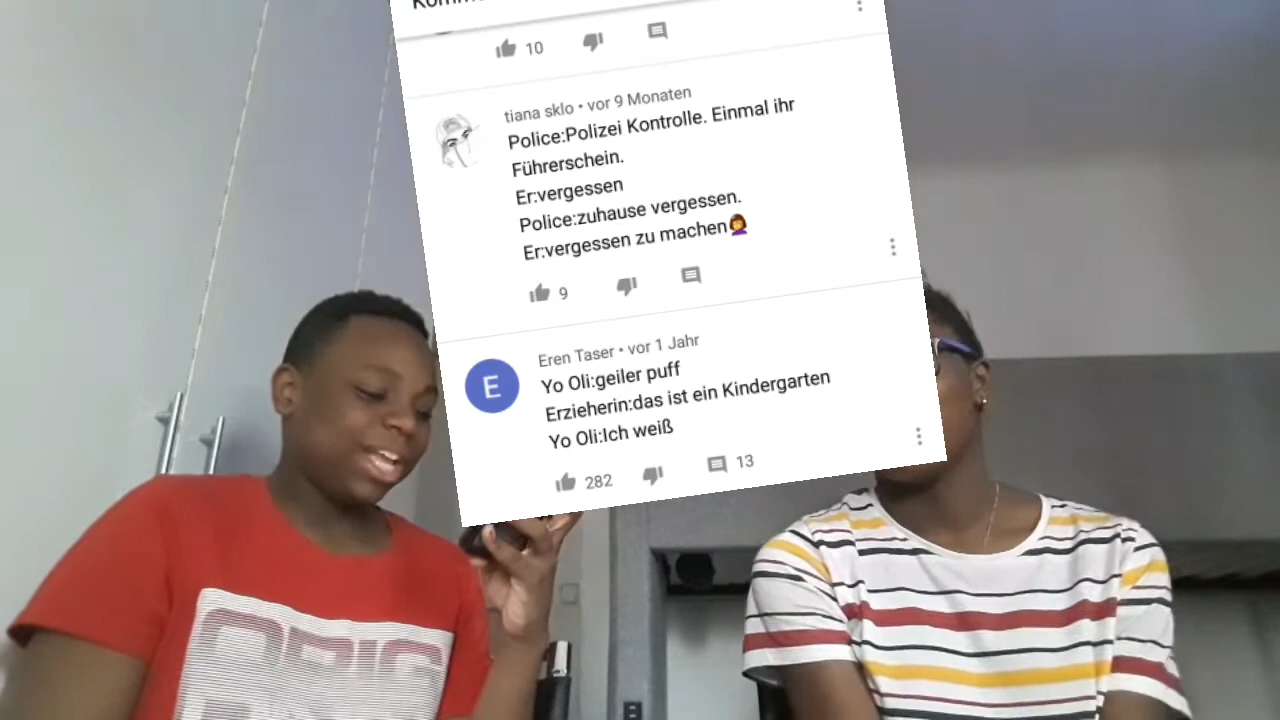 10
tiana sklo • vor 9 Monaten
Police:Polizei Kontrolle. Einmal ihr
Führerschein.
Er:vergessen
Police:zuhause vergessen.
Er:vergessen zu machen🤦‍♀️
9
E
Eren Taser • vor 1 Jahr
Yo Oli:geiler puff
Erzieherin:das ist ein Kindergarten
Yo Oli:Ich weiß
282 13